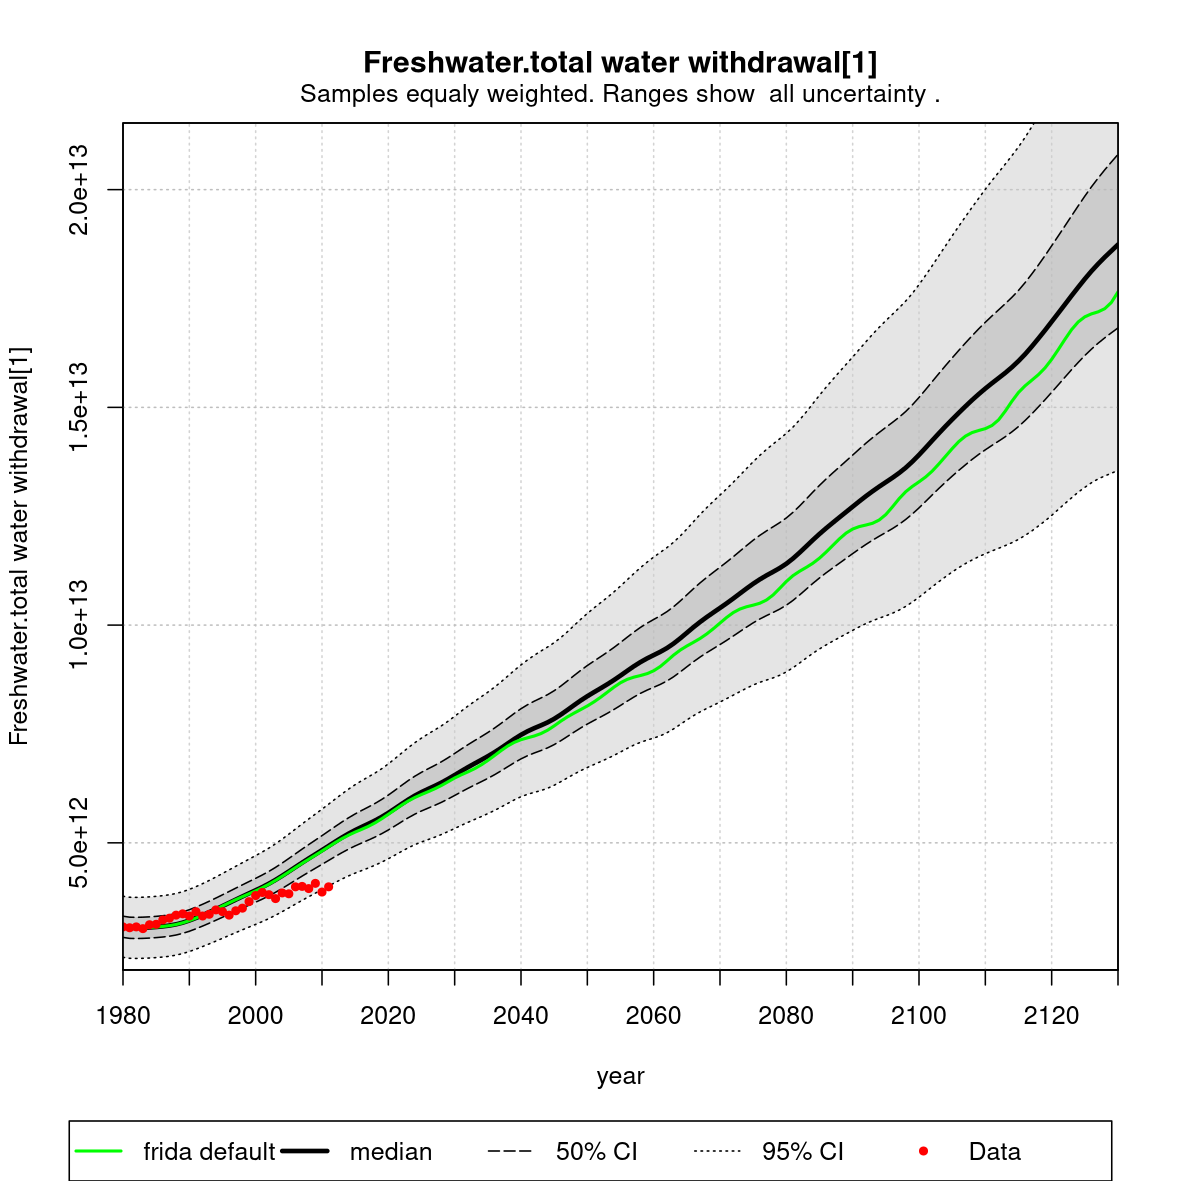 Freshwater.total water withdrawal[1]
Samples equaly weighted. Ranges show  all uncertainty .
Freshwater.total water withdrawal[1]
2.0e+13
1.5e+13
1.0e+13
5.0e+12
1980 2000 2020 2040 2060 2080 2100 2120
year
frida default median 50% CI 95% CI Data